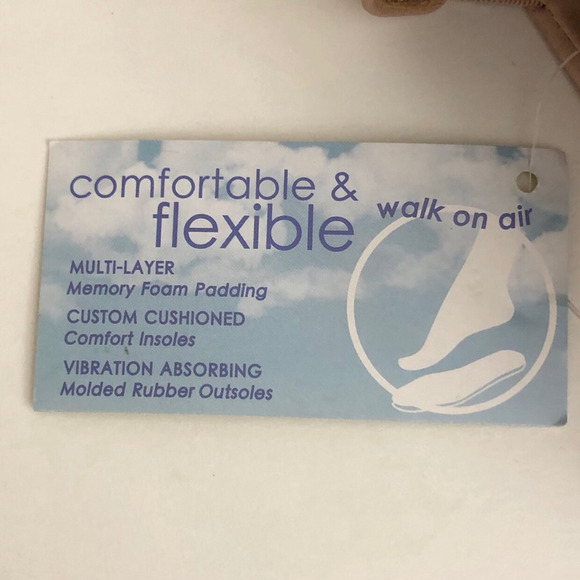 comfortable &
flexible
walk on air
MULTI-LAYER
Memory Foam Padding
CUSTOM CUSHIONED
Comfort Insoles
VIBRATION ABSORBING
Molded Rubber Outsoles